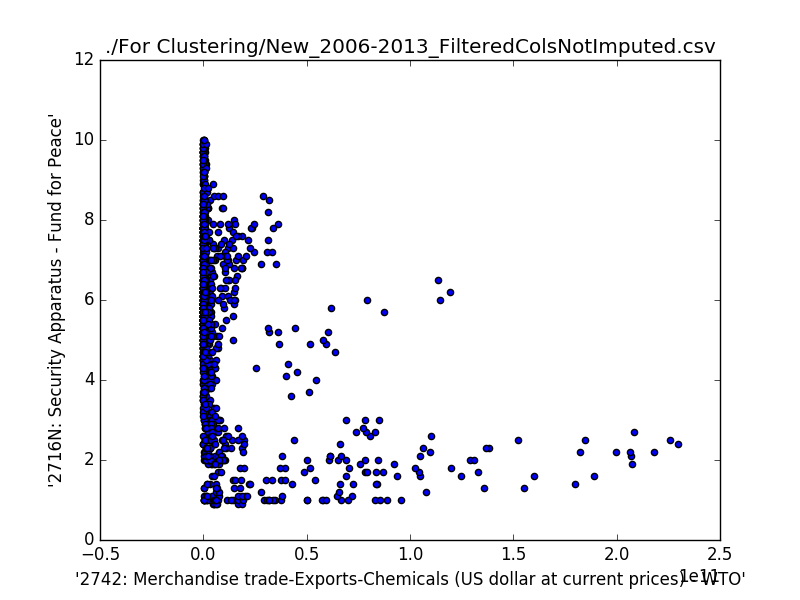 ./For Clustering/New_2006-2013_FilteredColsNotImputed.csv
'2716N: Security Apparatus - Fund for Peace'
12
10
8
6
4
2
0
−0.5 0.0 0.5 1.0 1.5 2.0 2.5
1e11
'2742: Merchandise trade-Exports-Chemicals (US dollar at current prices) - WTO'